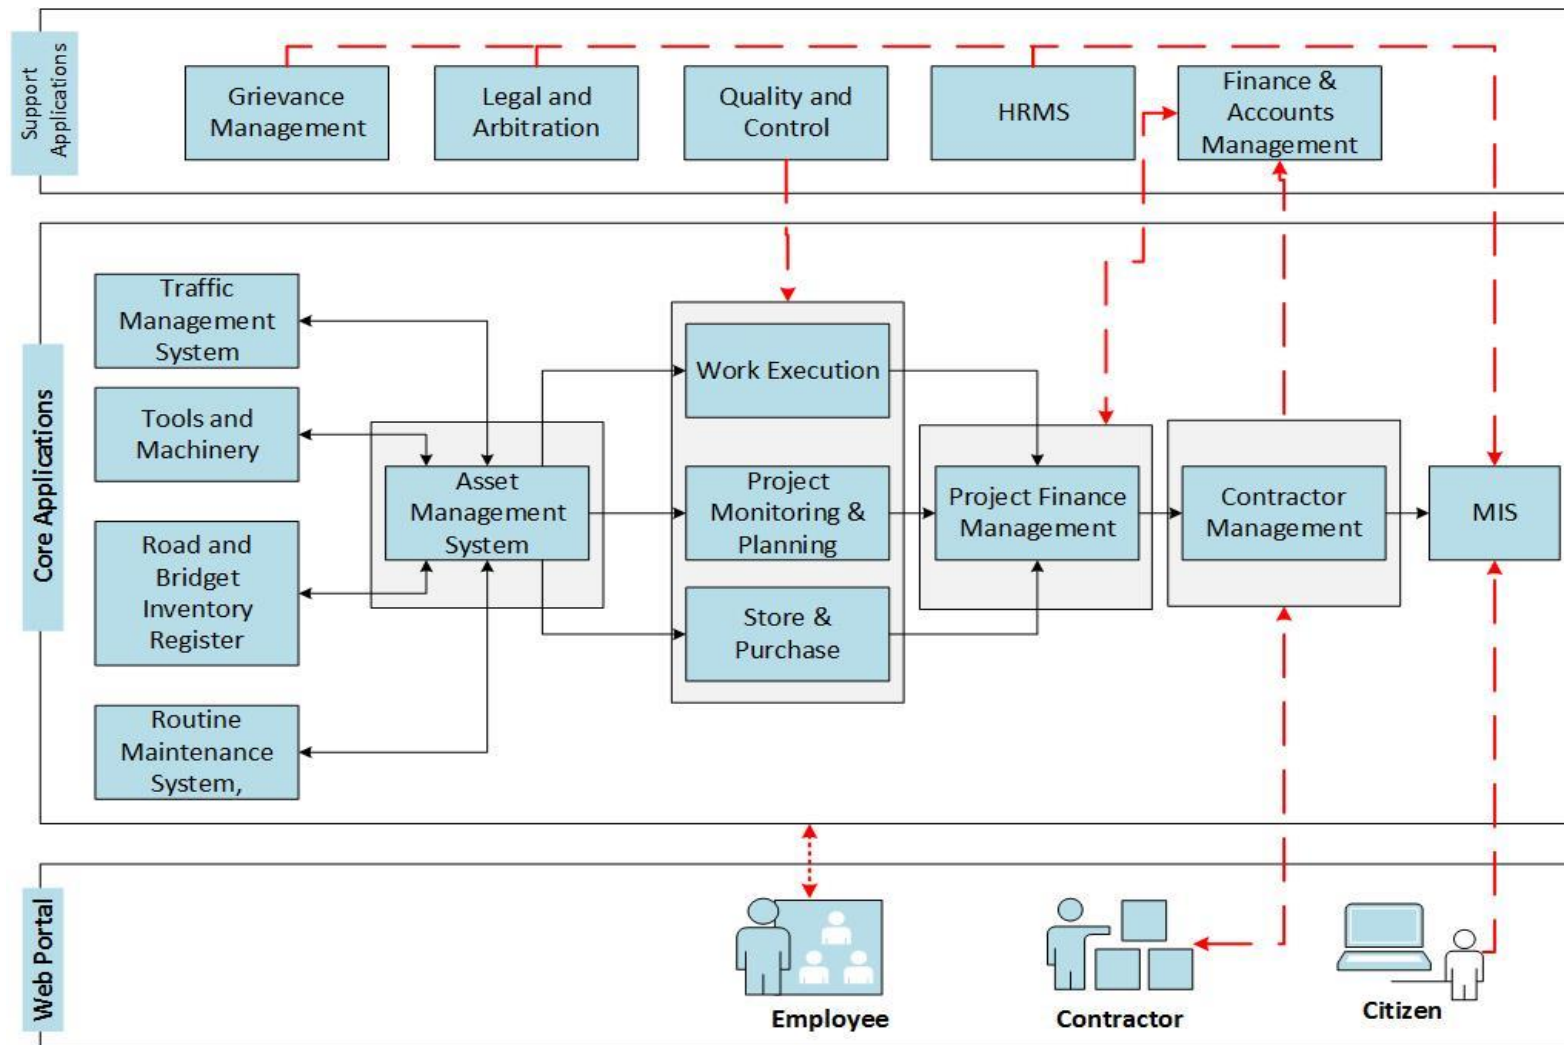 Support
Applications
Grievance
Management
Legal and
Arbitration
Quality and
Control
HRMS
Finance &
Accounts
Management
Core Applications
Traffic
Management
System
Tools and
Machinery
Road and
Bridget
Inventory
Register
Routine
Maintenance
System,
Asset
Management
System
Work Execution
Project
Monitoring &
Planning
Store &
Purchase
Project Finance
Management
Contractor
Management
MIS
Web Portal
Employee
Contractor
Citizen